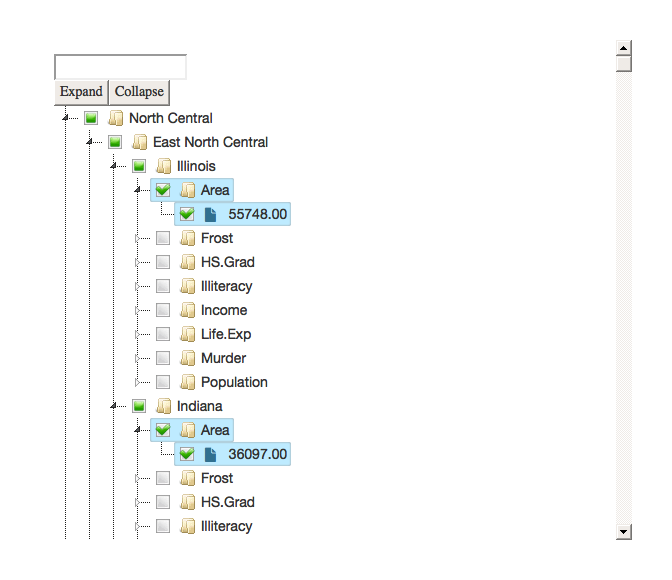 Expand Collapse
North Central
East North Central
Illinois
Area
55748.00
Frost
HS.Grad
Illiteracy
Income
Life.Exp
Murder
Population
Indiana
Area
36097.00
Frost
HS.Grad
Illiteracy